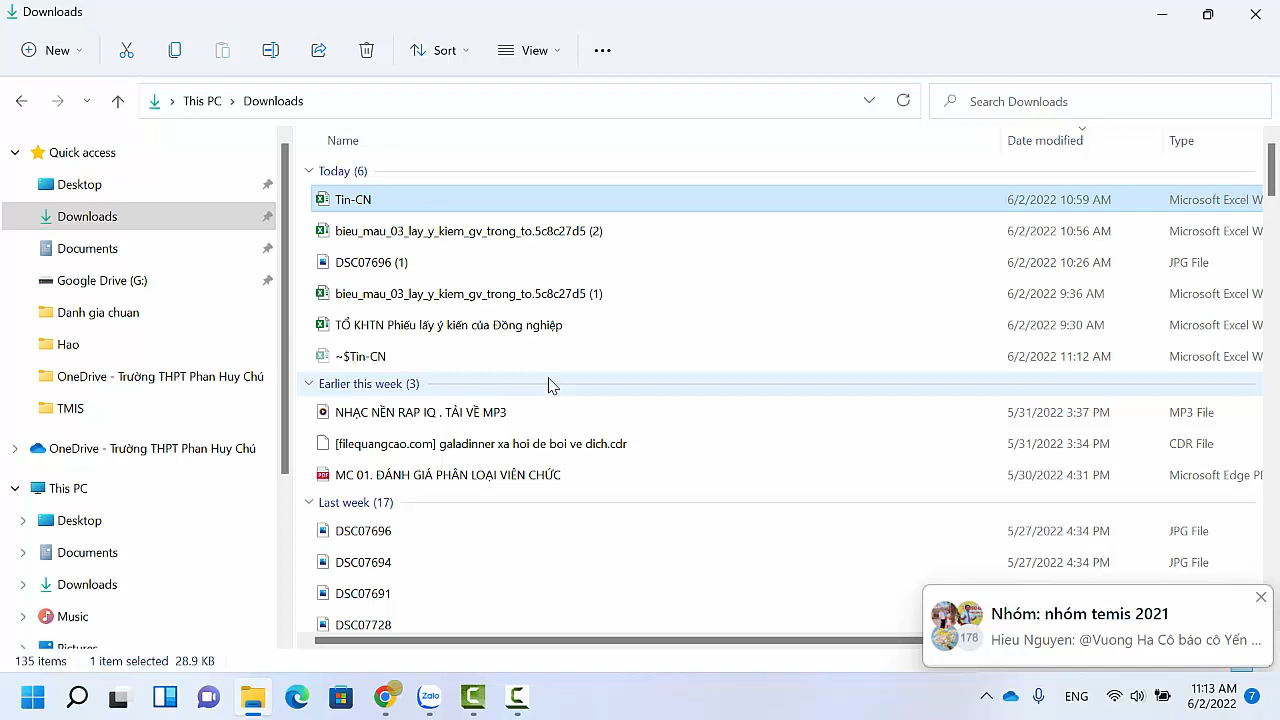 Downloads
New
Sort
View
This PC
Downloads
Search Downloads
Name
Date modified
Type
Quick access
Desktop
Downloads
Documents
Google Drive (G:)
Danh gia chuan
Hao
OneDrive - Trường THPT Phan Huy Chú
TMIS
OneDrive - Trường THPT Phan Huy Chú
This PC
Desktop
Documents
Downloads
Music
Pictures
Today (6)
Tin-CN 6/2/2022 10:59 AM Microsoft Excel W
bieu_mau_03_lay_y_kiem_gv_trong_to.5c8c27d5 (2) 6/2/2022 10:56 AM Microsoft Excel W
DSC07696 (1) 6/2/2022 10:26 AM JPG File
bieu_mau_03_lay_y_kiem_gv_trong_to.5c8c27d5 (1) 6/2/2022 9:36 AM Microsoft Excel W
TỔ KHTN Phiếu lấy ý kiến của Đồng nghiệp 6/2/2022 9:30 AM Microsoft Excel W
~$Tin-CN 6/2/2022 11:12 AM Microsoft Excel W
Earlier this week (3)
NHẠC NỀN RAP IQ . TẢI VỀ MP3 5/31/2022 3:37 PM MP3 File
[filequangcao.com] galadinner xa hoi de boi ve dich.cdr 5/31/2022 3:34 PM CDR File
MC 01. ĐÁNH GIÁ PHÂN LOẠI VIÊN CHỨC 5/30/2022 4:31 PM Microsoft Edge PD
Last week (17)
DSC07696 5/27/2022 4:34 PM JPG File
DSC07694 5/27/2022 4:34 PM JPG File
DSC07691
DSC07728
Nhóm: nhóm temis 2021
178
Hieu Nguyen: @Vuong Ha Cô báo cô Yến ...
135 items 1 item selected 28.9 KB
Zalo
ENG
11:13 AM
6/2/2022
7